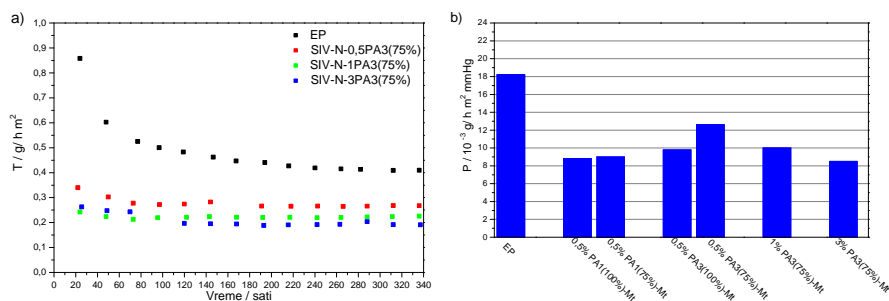 a)
EP
SIV-N-0,5PA3(75%)
SIV-N-1PA3(75%)
SIV-N-3PA3(75%)
T / g/ h m²
1,0
0,9
0,8
0,7
0,6
0,5
0,4
0,3
0,2
0,1
0,0
0 20 40 60 80 100 120 140 160 180 200 220 240 260 280 300 320 340
Vreme / sati
b)
P / 10⁻³ g/ h m² mmHg
24
22
20
18
16
14
12
10
8
6
4
2
0
EP
0,5% PA1(100%)-Mt
0,5% PA1(75%)-Mt
0,5% PA3(100%)-Mt
0,5% PA3(75%)-Mt
1% PA3(75%)-Mt
3% PA3(75%)-Mt